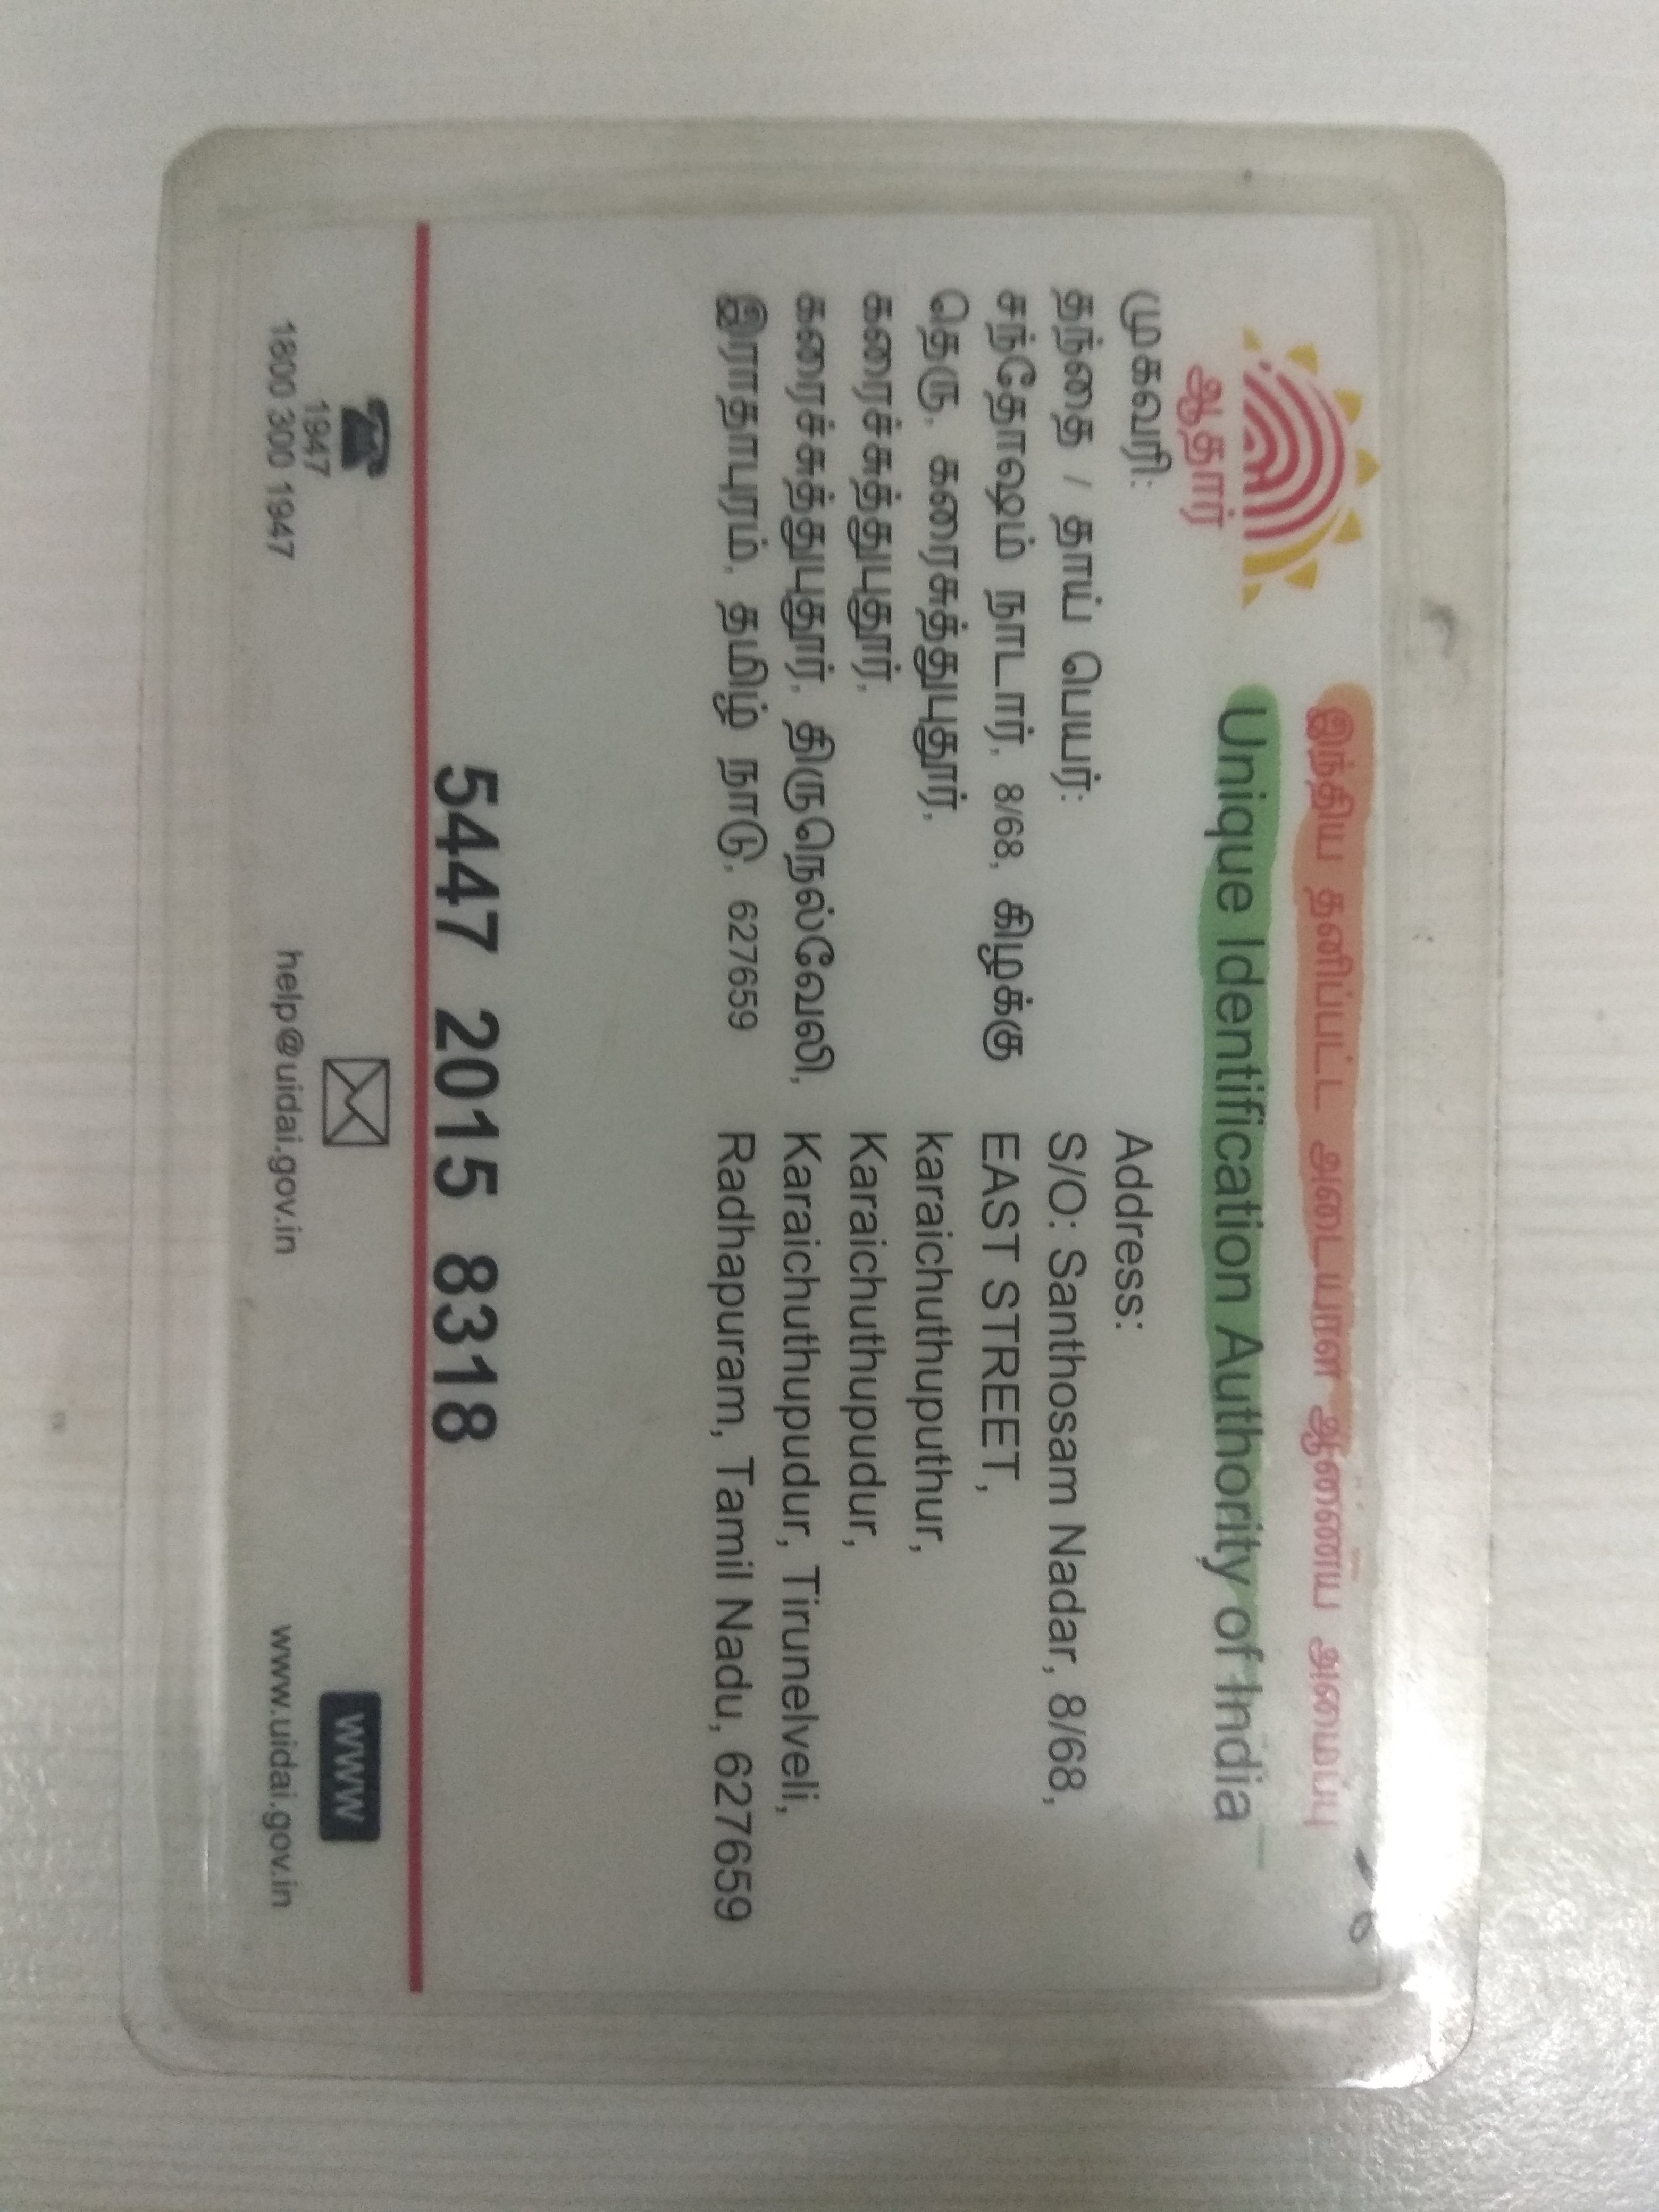 இந்திய தனிப்பட்ட அடையாள ஆணைய அமைப்பு
Unique Identification Authority of India
ஆதார்
முகவரி:
தந்தை / தாய் பெயர்:
சந்தோஷம் நாடார், 8/68, கிழக்கு
தெரு, கரைசுத்துபுதூர்,
கரைச்சுத்துபுதூர்,
கரைச்சுத்துபுதூர், திருநெல்வேலி,
இராதாபுரம், தமிழ் நாடு, 627659
Address:
S/O: Santhosam Nadar, 8/68,
EAST STREET,
karaichuthuputhur,
Karaichuthupudur,
Karaichuthupudur, Tirunelveli,
Radhapuram, Tamil Nadu, 627659
5447 2015 8318
1947
1800 300 1947
help@uidai.gov.in
WWW
www.uidai.gov.in